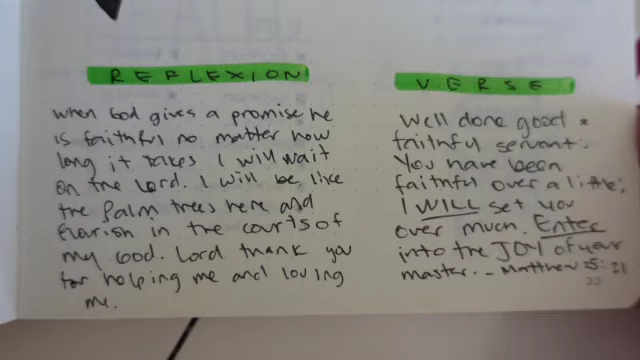 REFLEXION
when God gives a promise he
is faithful no matter how
long it takes I will wait
on the Lord. I will be like
the palm trees here and
flourish in the courts of
my God. Lord thank you
for helping me and loving
me.
VERSE
Well done good &
faithful servant.
You have been
faithful over a little;
I WILL set you
over much. Enter
into the JOY of your
master. - Matthew 25:21